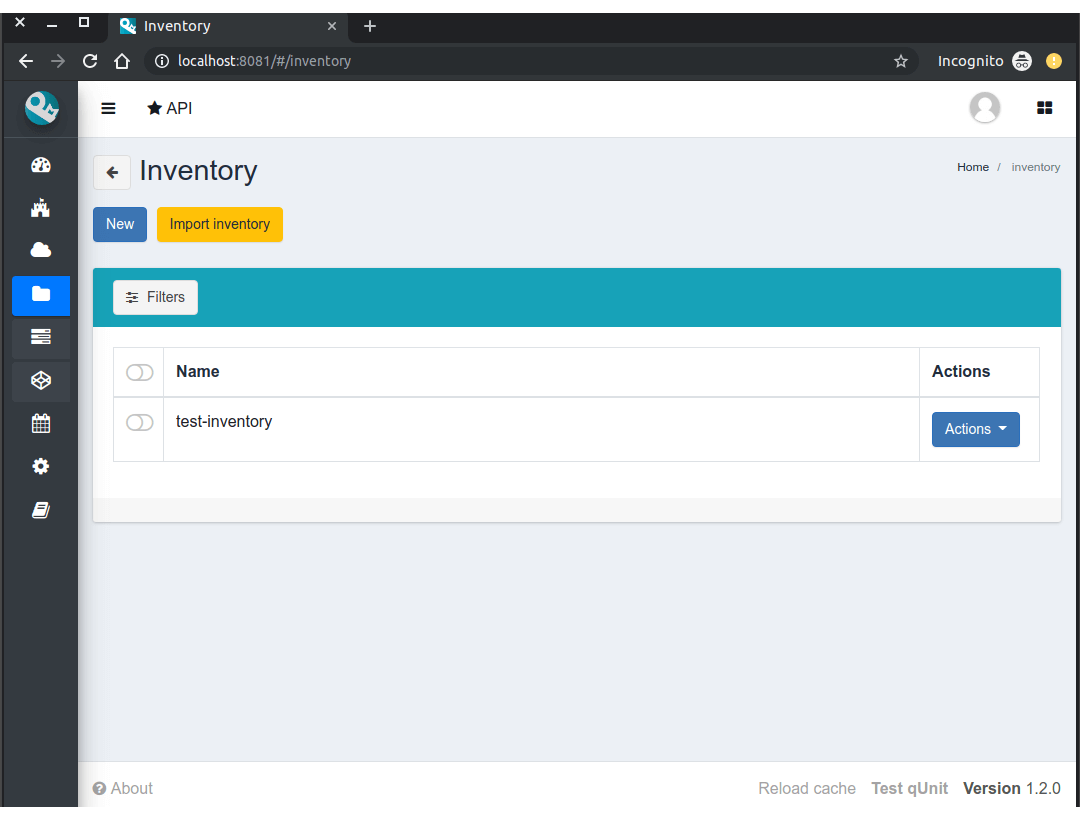 Inventory
localhost:8081/#/inventory
Incognito
API
Inventory
Home / inventory
New
Import inventory
Filters
Name
Actions
test-inventory
Actions
About
Reload cache
Test qUnit
Version 1.2.0